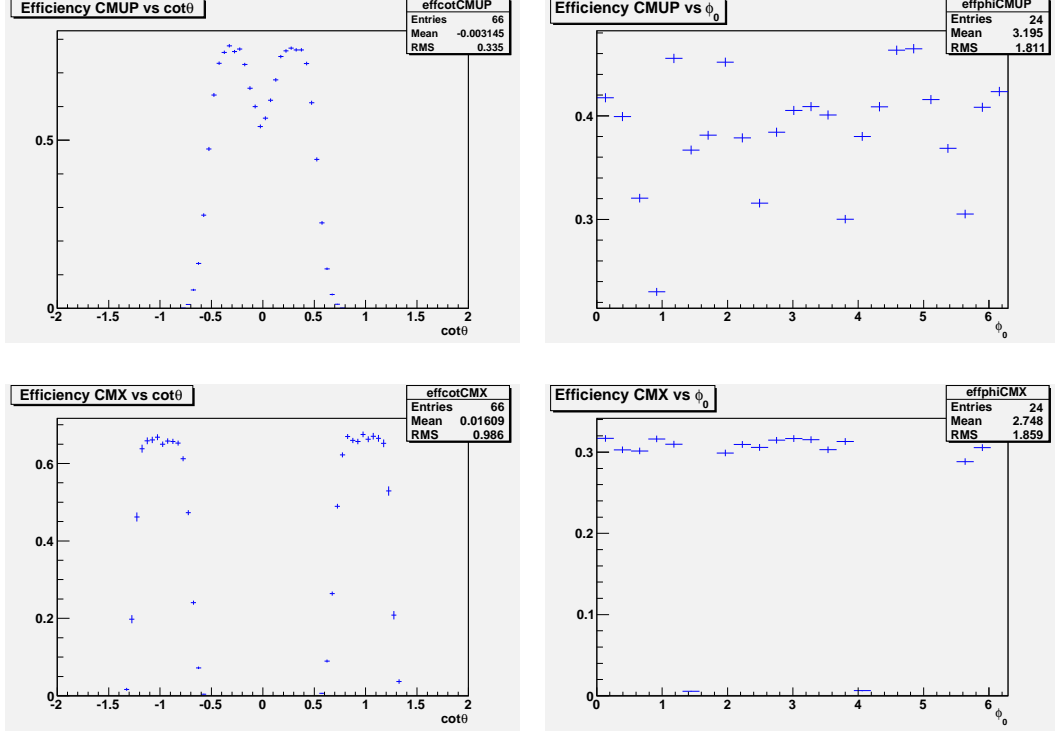 Efficiency CMUP vs cotθ
effcotCMUP
Entries 66
Mean -0.003145
RMS 0.335
0.5
0
-2 -1.5 -1 -0.5 0 0.5 1 1.5 2
cotθ
Efficiency CMUP vs ϕ0
effphiCMUP
Entries 24
Mean 3.195
RMS 1.811
0.4
0.3
0 1 2 3 4 5 6
ϕ0
Efficiency CMX vs cotθ
effcotCMX
Entries 66
Mean 0.01609
RMS 0.986
0.6
0.4
0.2
0
-2 -1.5 -1 -0.5 0 0.5 1 1.5 2
cotθ
Efficiency CMX vs ϕ0
effphiCMX
Entries 24
Mean 2.748
RMS 1.859
0.3
0.2
0.1
0
0 1 2 3 4 5 6
ϕ0